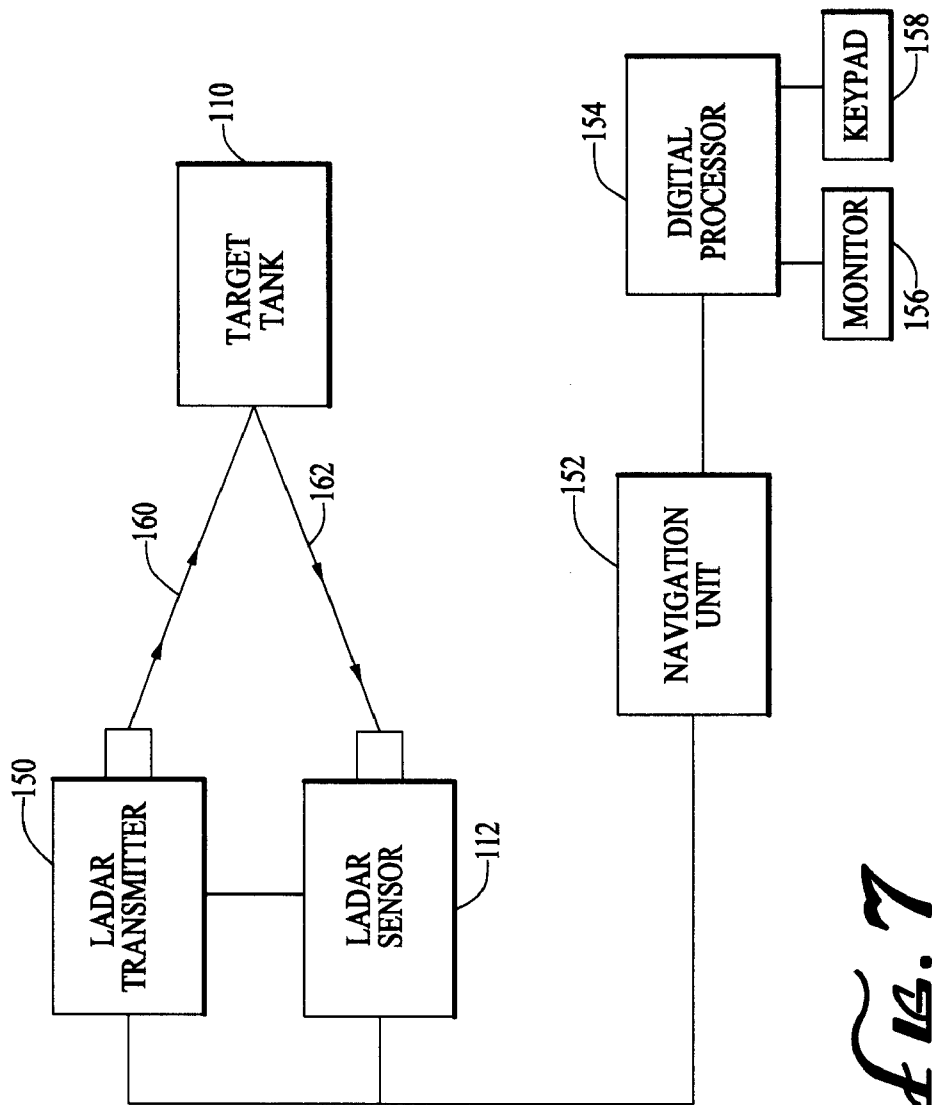 150
LADAR
TRANSMITTER
160
110
TARGET
TANK
162
LADAR
SENSOR
112
152
NAVIGATION
UNIT
154
DIGITAL
PROCESSOR
MONITOR
156
KEYPAD
158
FIG. 7